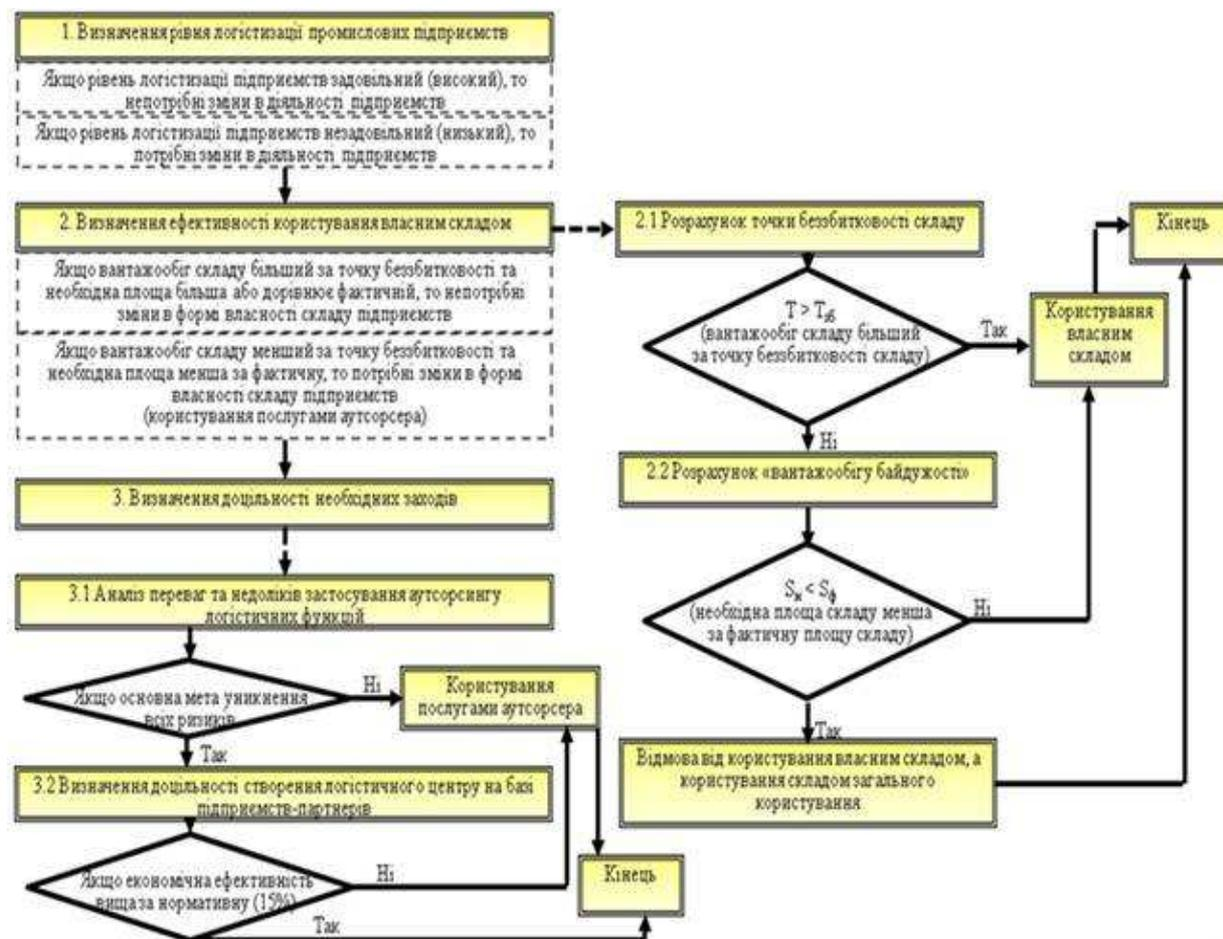 1. Визначення рівня логістизації промислових підприємств
Якщо рівень логістизації підприємств задовільний (високий), то
непотрібні зміни в діяльності підприємств
Якщо рівень логістизації підприємств незадовільний (низький), то
потрібні зміни в діяльності підприємств
2. Визначення ефективності користування власним складом
Якщо вантажообіг складу більший за точку беззбитковості та
необхідна площа більша або дорівнює фактичній, то непотрібні
зміни в формі власності складу підприємств
Якщо вантажообіг складу менший за точку беззбитковості та
необхідна площа менша за фактичну, то потрібні зміни в формі
власності складу підприємств
(користування послугами аутсорсера)
3. Визначення доцільності необхідних заходів
3.1 Аналіз переваг та недоліків застосування аутсорсингу
логістичних функцій
Якщо основна мета уникнення
всіх ризиків
Ні
Так
Користування
послугами аутсорсера
3.2 Визначення доцільності створення логістичного центру на базі
підприємств-партнерів
Якщо економічна ефективність
вища за нормативну (15%)
Ні
Так
Кінець
2.1 Розрахунок точки беззбитковості складу
T > Tзб
(вантажообіг складу більший
за точку беззбитковості складу)
Так
Ні
Користування
власним
складом
Кінець
2.2 Розрахунок «вантажообігу байдужості»
Sн < Sф
(необхідна площа складу менша
за фактичну площу складу)
Ні
Так
Відмова від користування власним складом, а
користування складом загального
користування